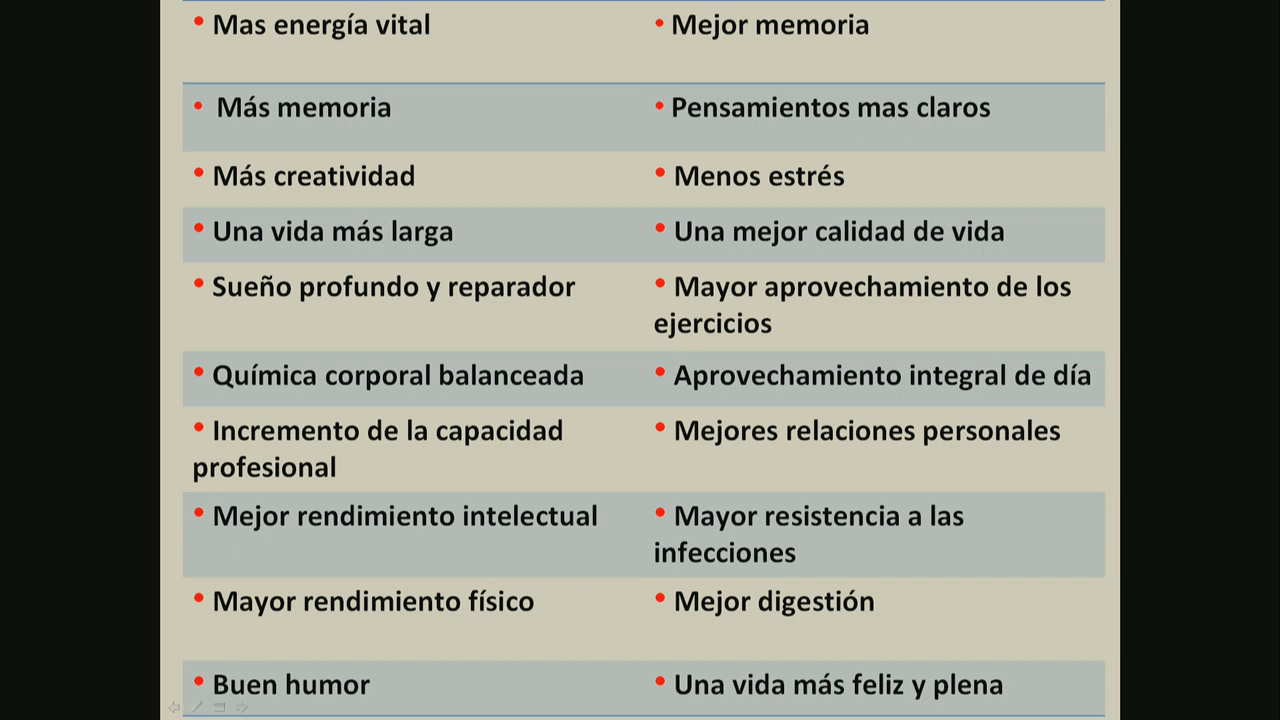 • Mas energía vital
• Mejor memoria
• Más memoria
• Pensamientos mas claros
• Más creatividad
• Menos estrés
• Una vida más larga
• Una mejor calidad de vida
• Sueño profundo y reparador
• Mayor aprovechamiento de los
ejercicios
• Química corporal balanceada
• Aprovechamiento integral de día
• Incremento de la capacidad
profesional
• Mejores relaciones personales
• Mejor rendimiento intelectual
• Mayor resistencia a las
infecciones
• Mayor rendimiento físico
• Mejor digestión
• Buen humor
• Una vida más feliz y plena